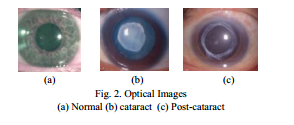 (a) (b) (c)
Fig. 2. Optical Images
(a) Normal (b) cataract (c) Post-cataract